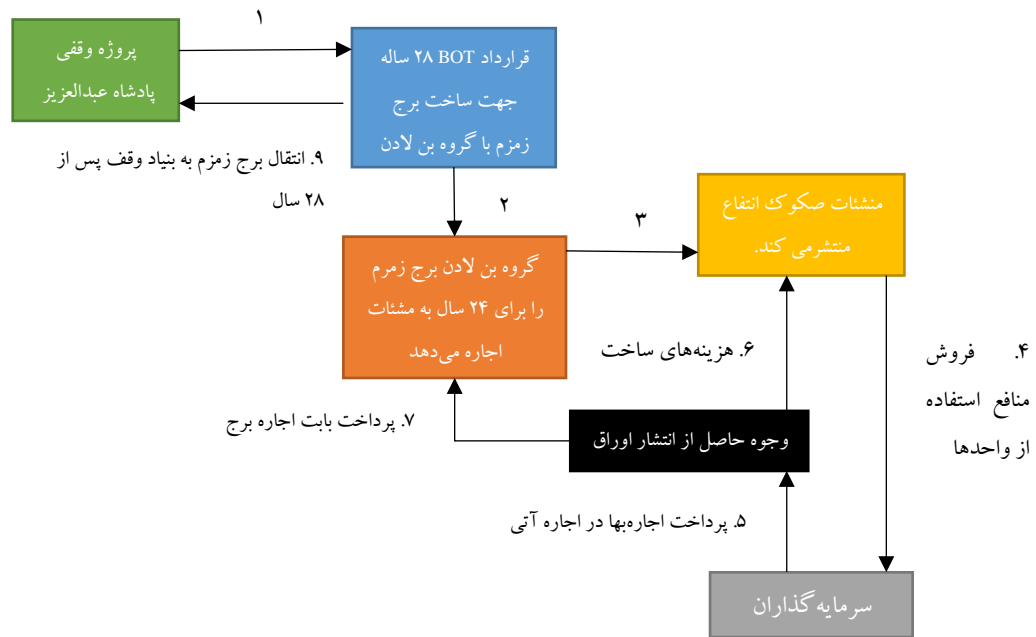 ۱
پروژه وقفی
پادشاه عبدالعزیز
قرارداد BOT ۲۸ ساله
جهت ساخت برج
زمزم با گروه بن لادن
۹. انتقال برج زمزم به بنیاد وقف پس از
۲۸ سال
۲
۳
منشئات صکوک انتفاع
منتشرمی کند.
گروه بن لادن برج زمرم
را برای ۲۴ سال به مشئات
اجاره می‌دهد
۴. فروش
منافع استفاده
از واحدها
۶. هزینه‌های ساخت
۷. پرداخت بابت اجاره برج
وجوه حاصل از انتشار اوراق
۵. پرداخت اجاره‌بها در اجاره آتی
سرمایه گذاران